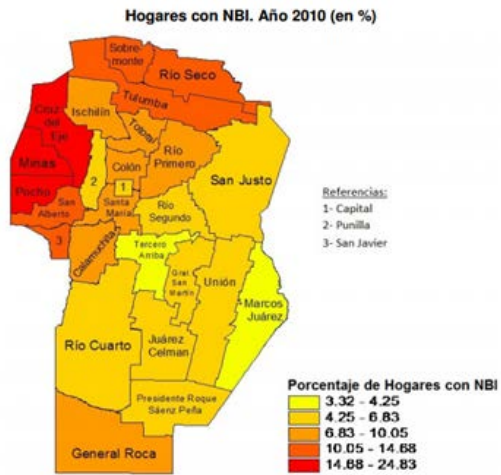 Hogares con NBI. Año 2010 (en %)
Sobre-
monte
Río Seco
Tulumba
Cruz
del
Eje
Ischilín
Totoral
Río
Primero
Minas
Colón
San Justo
2
1
Pocho
San
Alberto
Santa
María
Río
Segundo
3
Calamuchita
Tercero
Arriba
Gral
San
Martín
Unión
Marcos
Juárez
Río Cuarto
Juárez
Celman
Presidente Roque
Sáenz Peña
General Roca
Referencias:
1- Capital
2- Punilla
3- San Javier
Porcentaje de Hogares con NBI
3.32 - 4.25
4.25 - 6.83
6.83 - 10.05
10.05 - 14.68
14.68 - 24.83